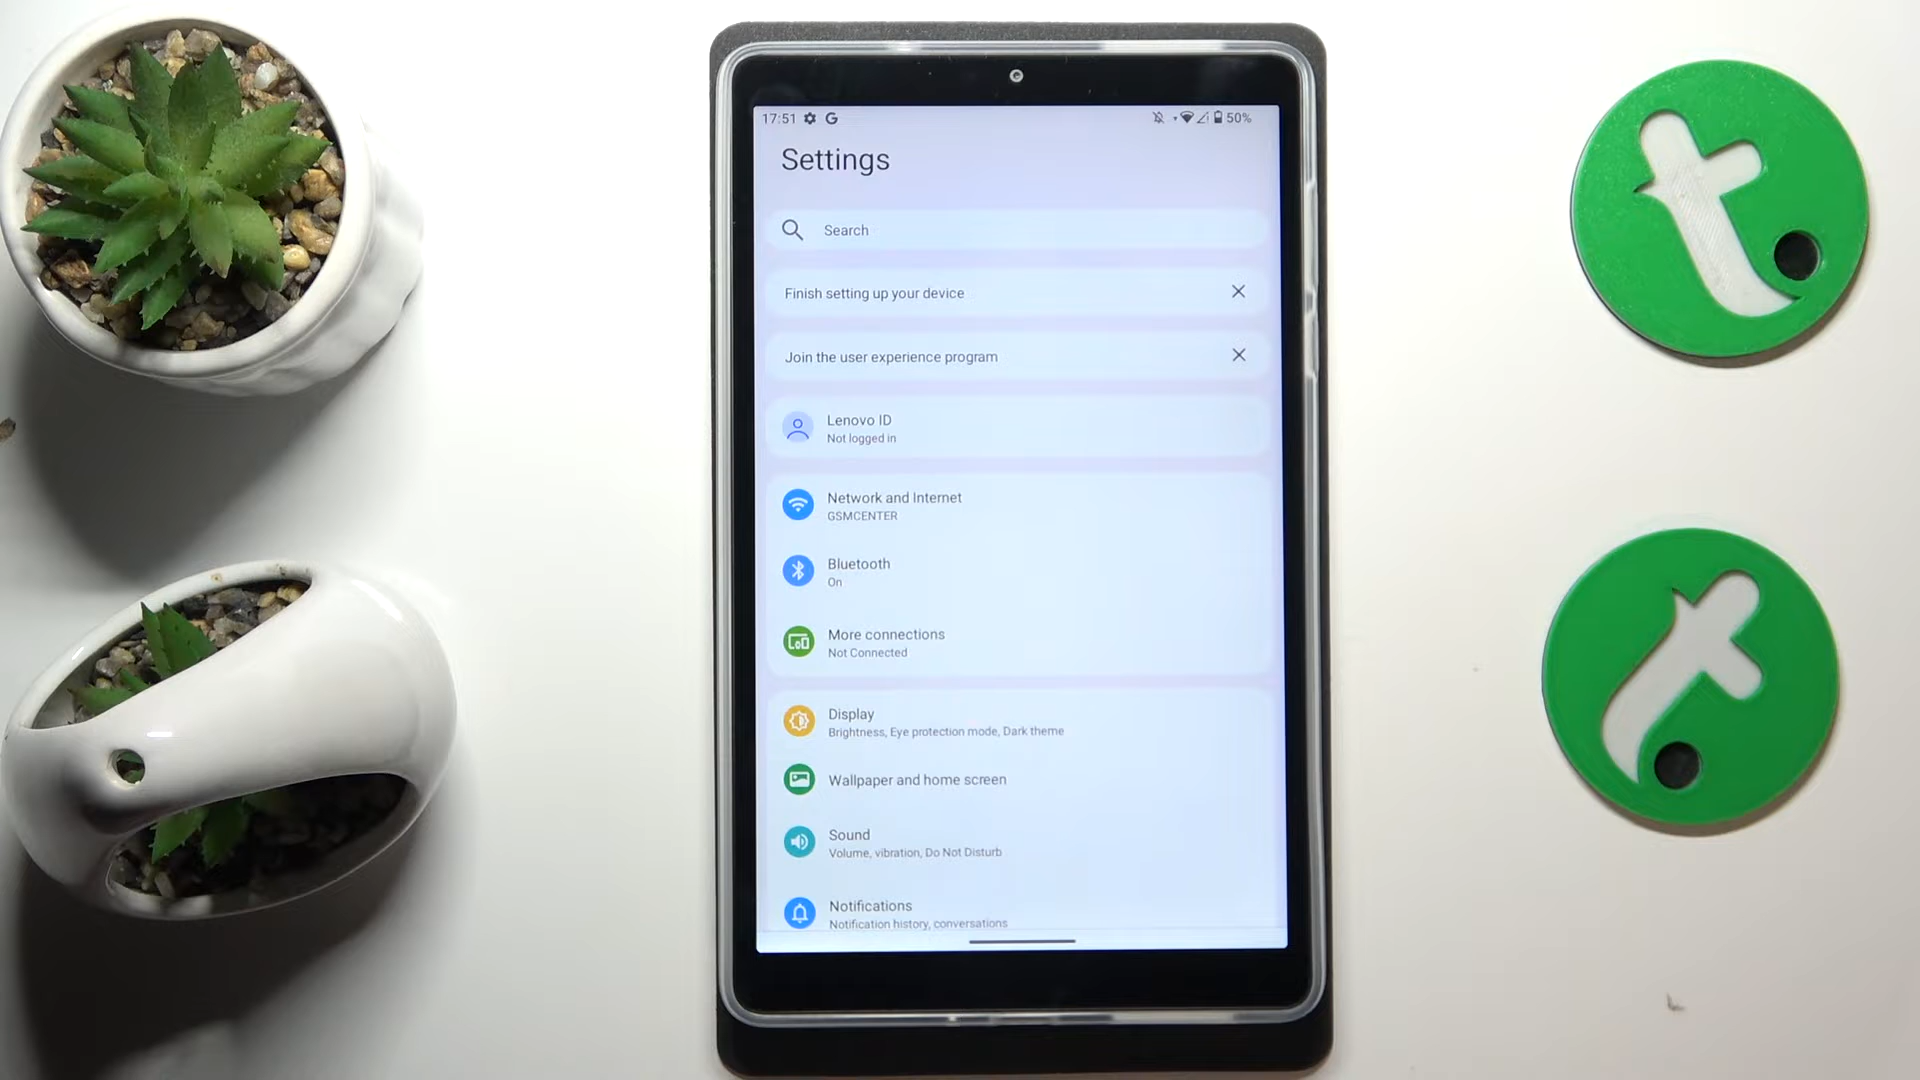 17:51 G 50%
Settings
Search
Finish setting up your device
Join the user experience program
Lenovo ID
Not logged in
Network and Internet
GSMCENTER
Bluetooth
On
More connections
Not Connected
Display
Brightness, Eye protection mode, Dark theme
Wallpaper and home screen
Sound
Volume, vibration, Do Not Disturb
Notifications
Notification history, conversations
t
t